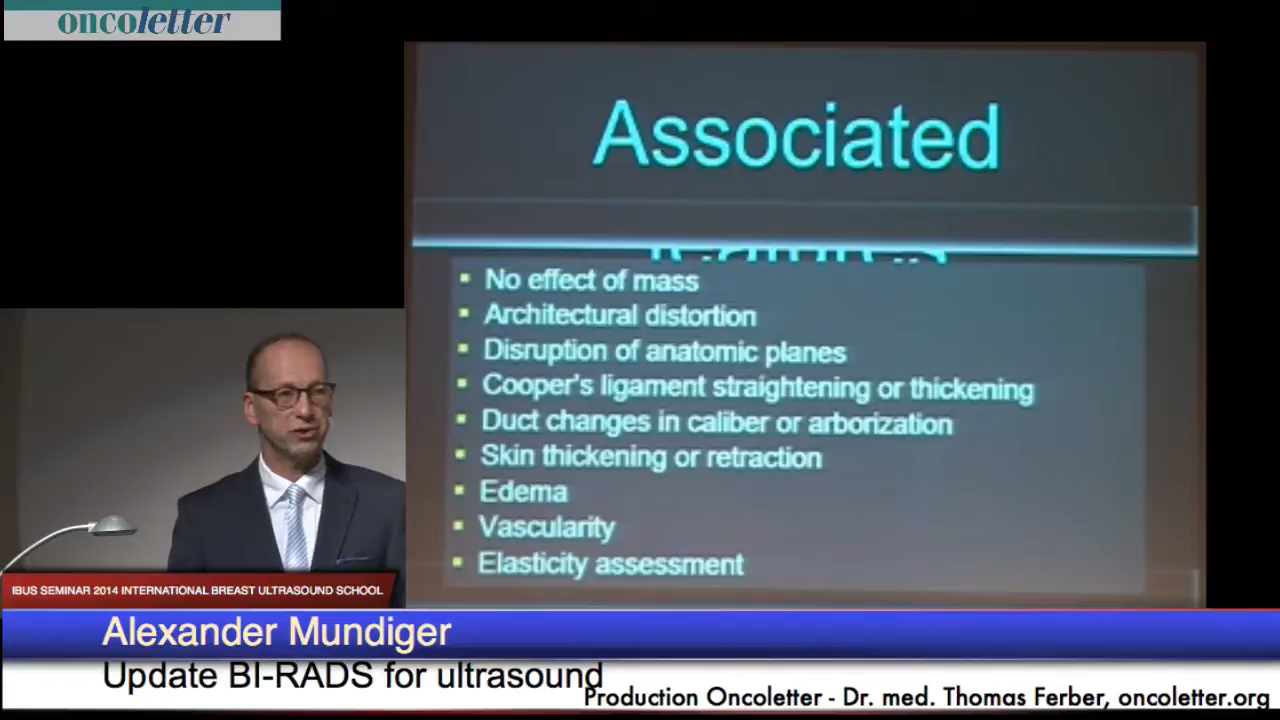 oncoletter
Associated
features
No effect of mass
Architectural distortion
Disruption of anatomic planes
Cooper's ligament straightening or thickening
Duct changes in caliber or arborization
Skin thickening or retraction
Edema
Vascularity
Elasticity assessment
IBUS SEMINAR 2014 INTERNATIONAL BREAST ULTRASOUND SCHOOL
Alexander Mundiger
Update BI-RADS for ultrasound
Production Oncoletter - Dr. med. Thomas Ferber, oncoletter.org